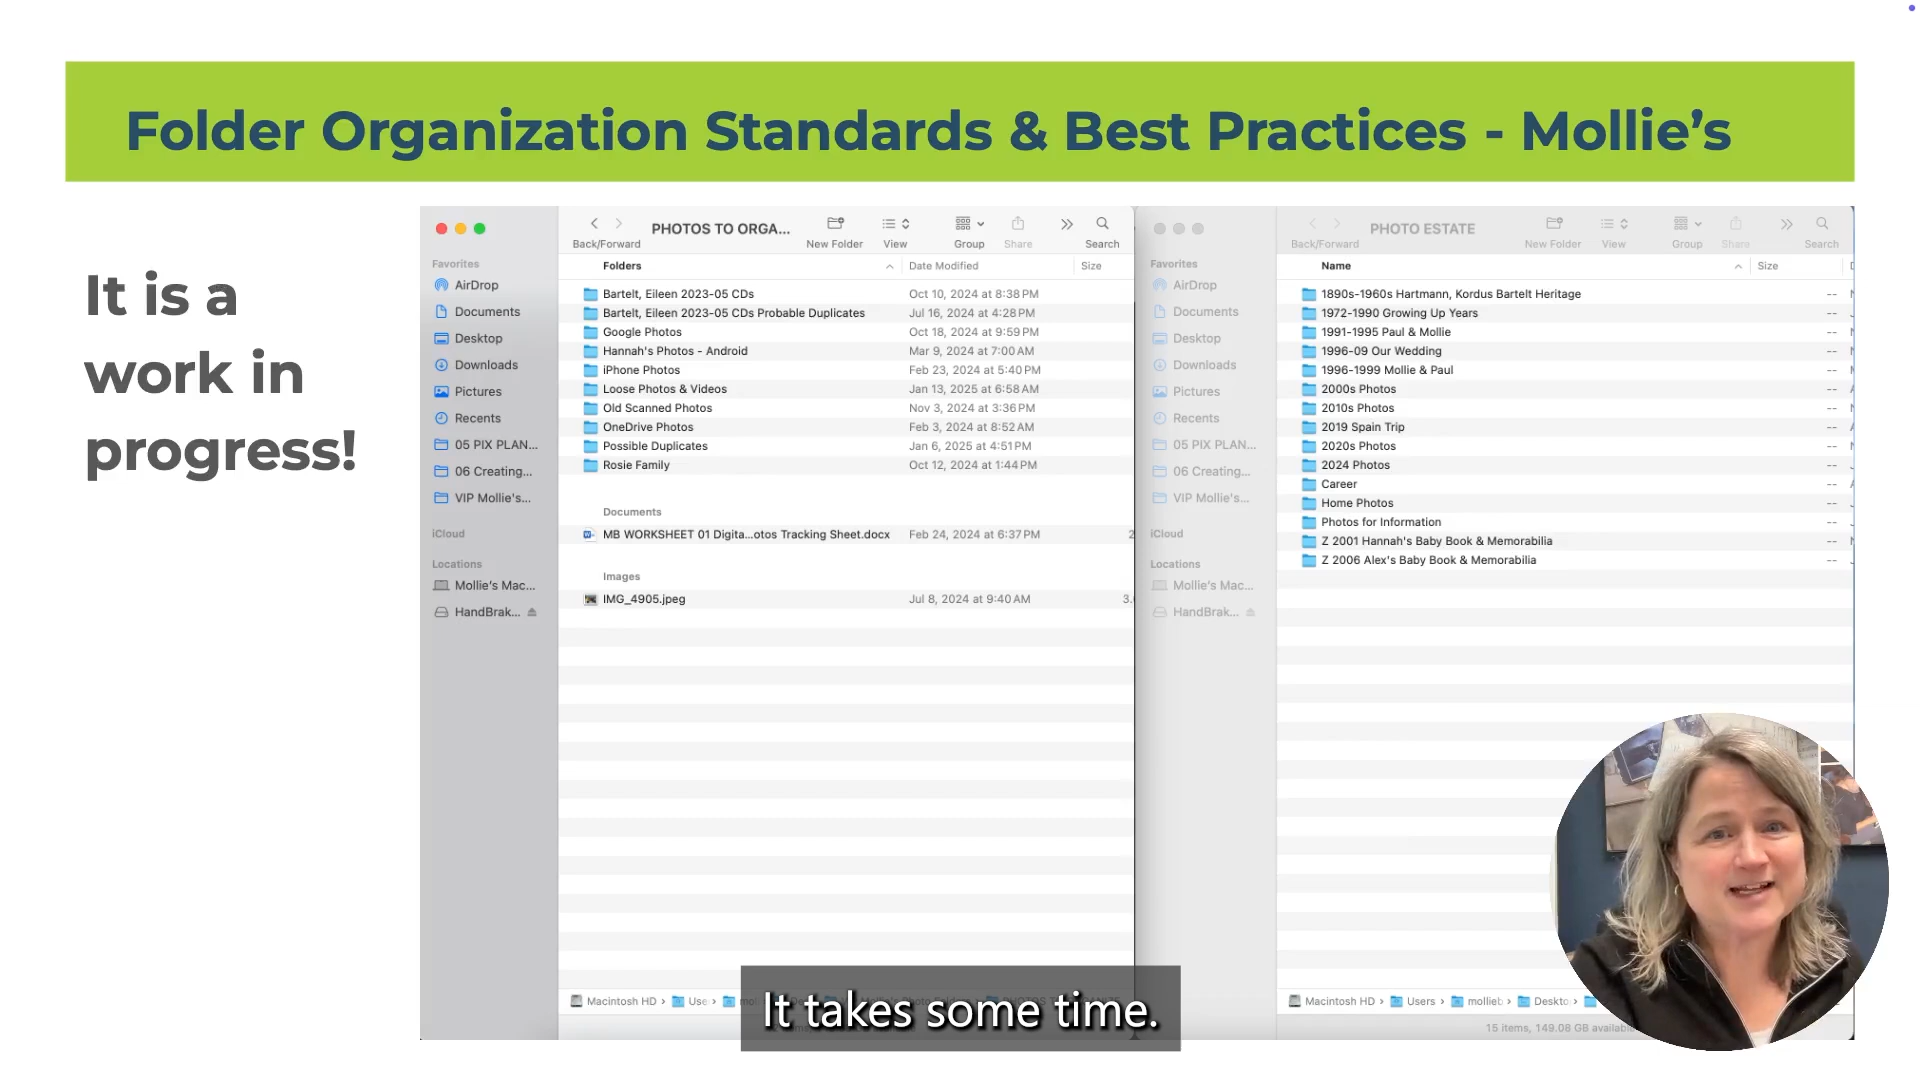 Folder Organization Standards & Best Practices - Mollie's
It is a
work in
progress!
PHOTOS TO ORGA...
Back/Forward
New Folder
View
Group
Share
Search
Favorites
AirDrop
Documents
Desktop
Downloads
Pictures
Recents
05 PIX PLAN...
06 Creating...
VIP Mollie's...
iCloud
Locations
Mollie's Mac...
HandBrak...
Folders Date Modified Size
Bartelt, Eileen 2023-05 CDs Oct 10, 2024 at 8:38 PM
Bartelt, Eileen 2023-05 CDs Probable Duplicates Jul 16, 2024 at 4:28 PM
Google Photos Oct 18, 2024 at 9:59 PM
Hannah's Photos - Android Mar 9, 2024 at 7:00 AM
iPhone Photos Feb 23, 2024 at 5:40 PM
Loose Photos & Videos Jan 13, 2025 at 6:58 AM
Old Scanned Photos Nov 3, 2024 at 3:36 PM
OneDrive Photos Feb 3, 2024 at 8:52 AM
Possible Duplicates Jan 6, 2025 at 4:51 PM
Rosie Family Oct 12, 2024 at 1:44 PM
Documents
MB WORKSHEET 01 Digita...otos Tracking Sheet.docx Feb 24, 2024 at 6:37 PM 2
Images
IMG_4905.jpeg Jul 8, 2024 at 9:40 AM 3.
Macintosh HD › Use ›
PHOTO ESTATE
Back/Forward
New Folder
View
Group
Share
Search
Favorites
AirDrop
Documents
Desktop
Downloads
Pictures
Recents
05 PIX PLAN...
06 Creating...
VIP Mollie's...
iCloud
Locations
Mollie's Mac...
HandBrak...
Name Size
1890s-1960s Hartmann, Kordus Bartelt Heritage --
1972-1990 Growing Up Years --
1991-1995 Paul & Mollie --
1996-09 Our Wedding --
1996-1999 Mollie & Paul --
2000s Photos --
2010s Photos --
2019 Spain Trip --
2020s Photos --
2024 Photos --
Career --
Home Photos --
Photos for Information --
Z 2001 Hannah's Baby Book & Memorabilia --
Z 2006 Alex's Baby Book & Memorabilia --
Macintosh HD › Users › mollieb › Deskto ›
15 items, 149.08 GB available
It takes some time.